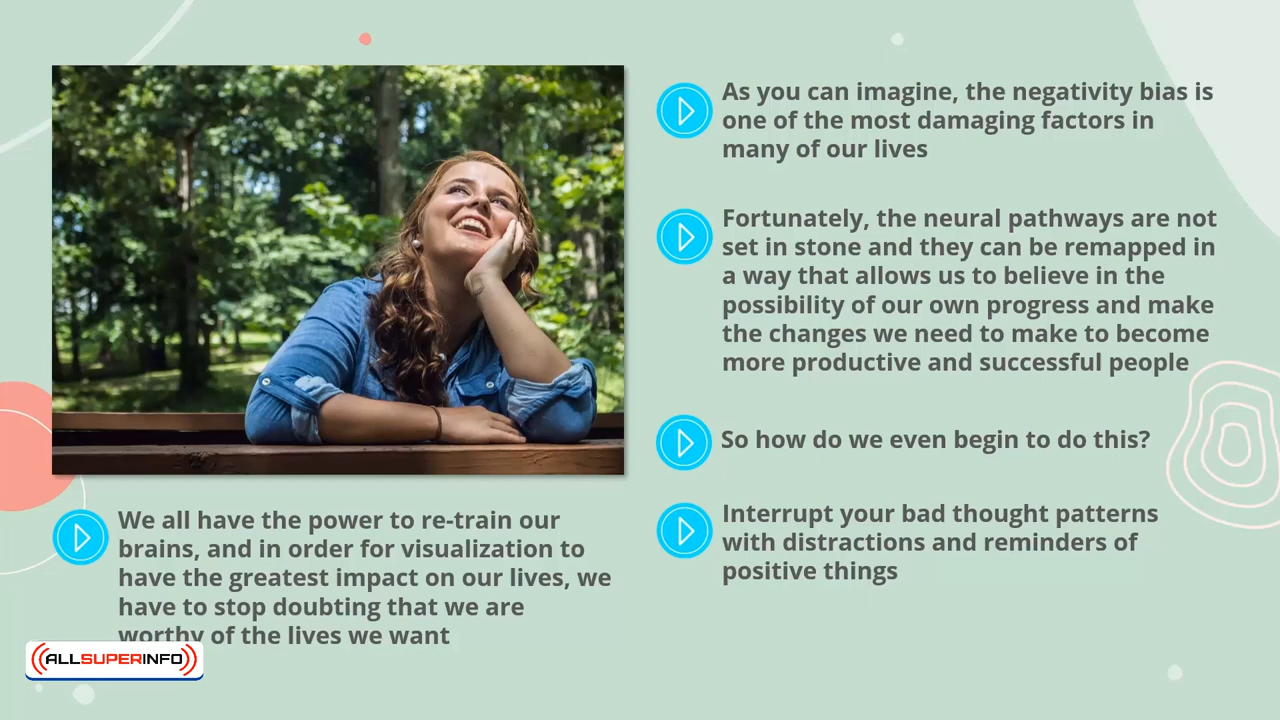 As you can imagine, the negativity bias is
one of the most damaging factors in
many of our lives
Fortunately, the neural pathways are not
set in stone and they can be remapped in
a way that allows us to believe in the
possibility of our own progress and make
the changes we need to make to become
more productive and successful people
So how do we even begin to do this?
Interrupt your bad thought patterns
with distractions and reminders of
positive things
We all have the power to re-train our
brains, and in order for visualization to
have the greatest impact on our lives, we
have to stop doubting that we are
worthy of the lives we want
ALLSUPERINFO